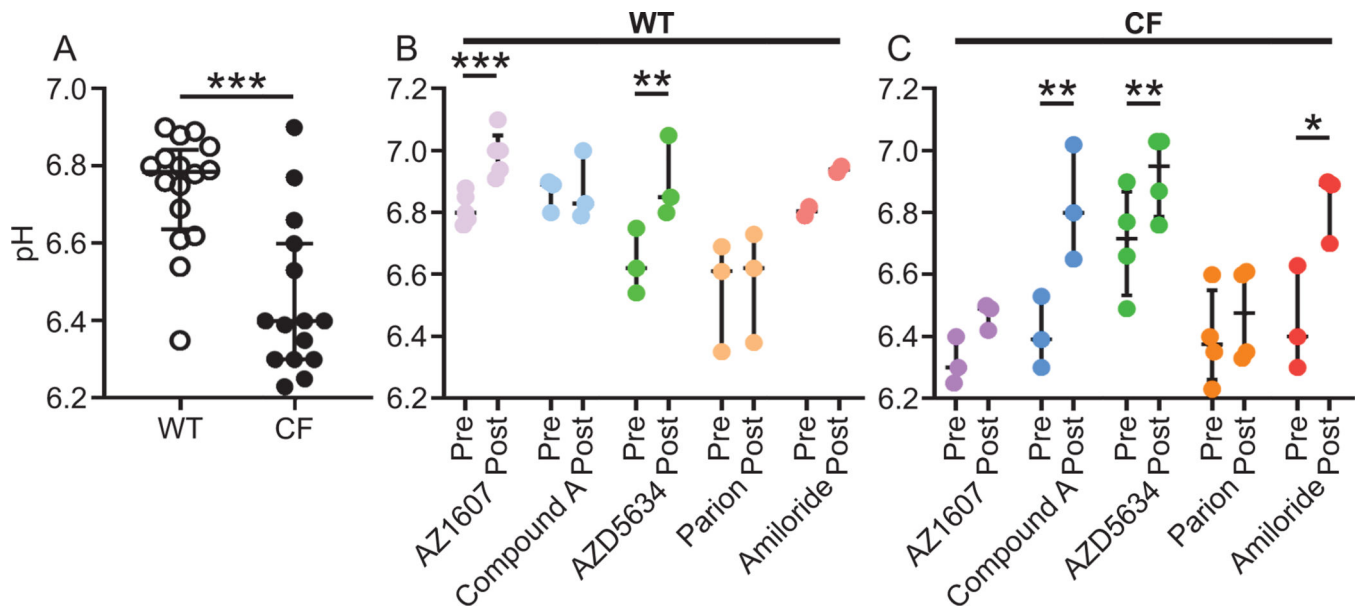 A
***
7.0
6.8
6.6
6.4
6.2
pH
WT
CF
B
WT
***
**
7.2
7.0
6.8
6.6
6.4
6.2
Pre
Post
Pre
Post
Pre
Post
Pre
Post
Pre
Post
AZ1607
Compound A
AZD5634
Parion
Amiloride
C
CF
**
**
*
7.2
7.0
6.8
6.6
6.4
6.2
Pre
Post
Pre
Post
Pre
Post
Pre
Post
Pre
Post
AZ1607
Compound A
AZD5634
Parion
Amiloride